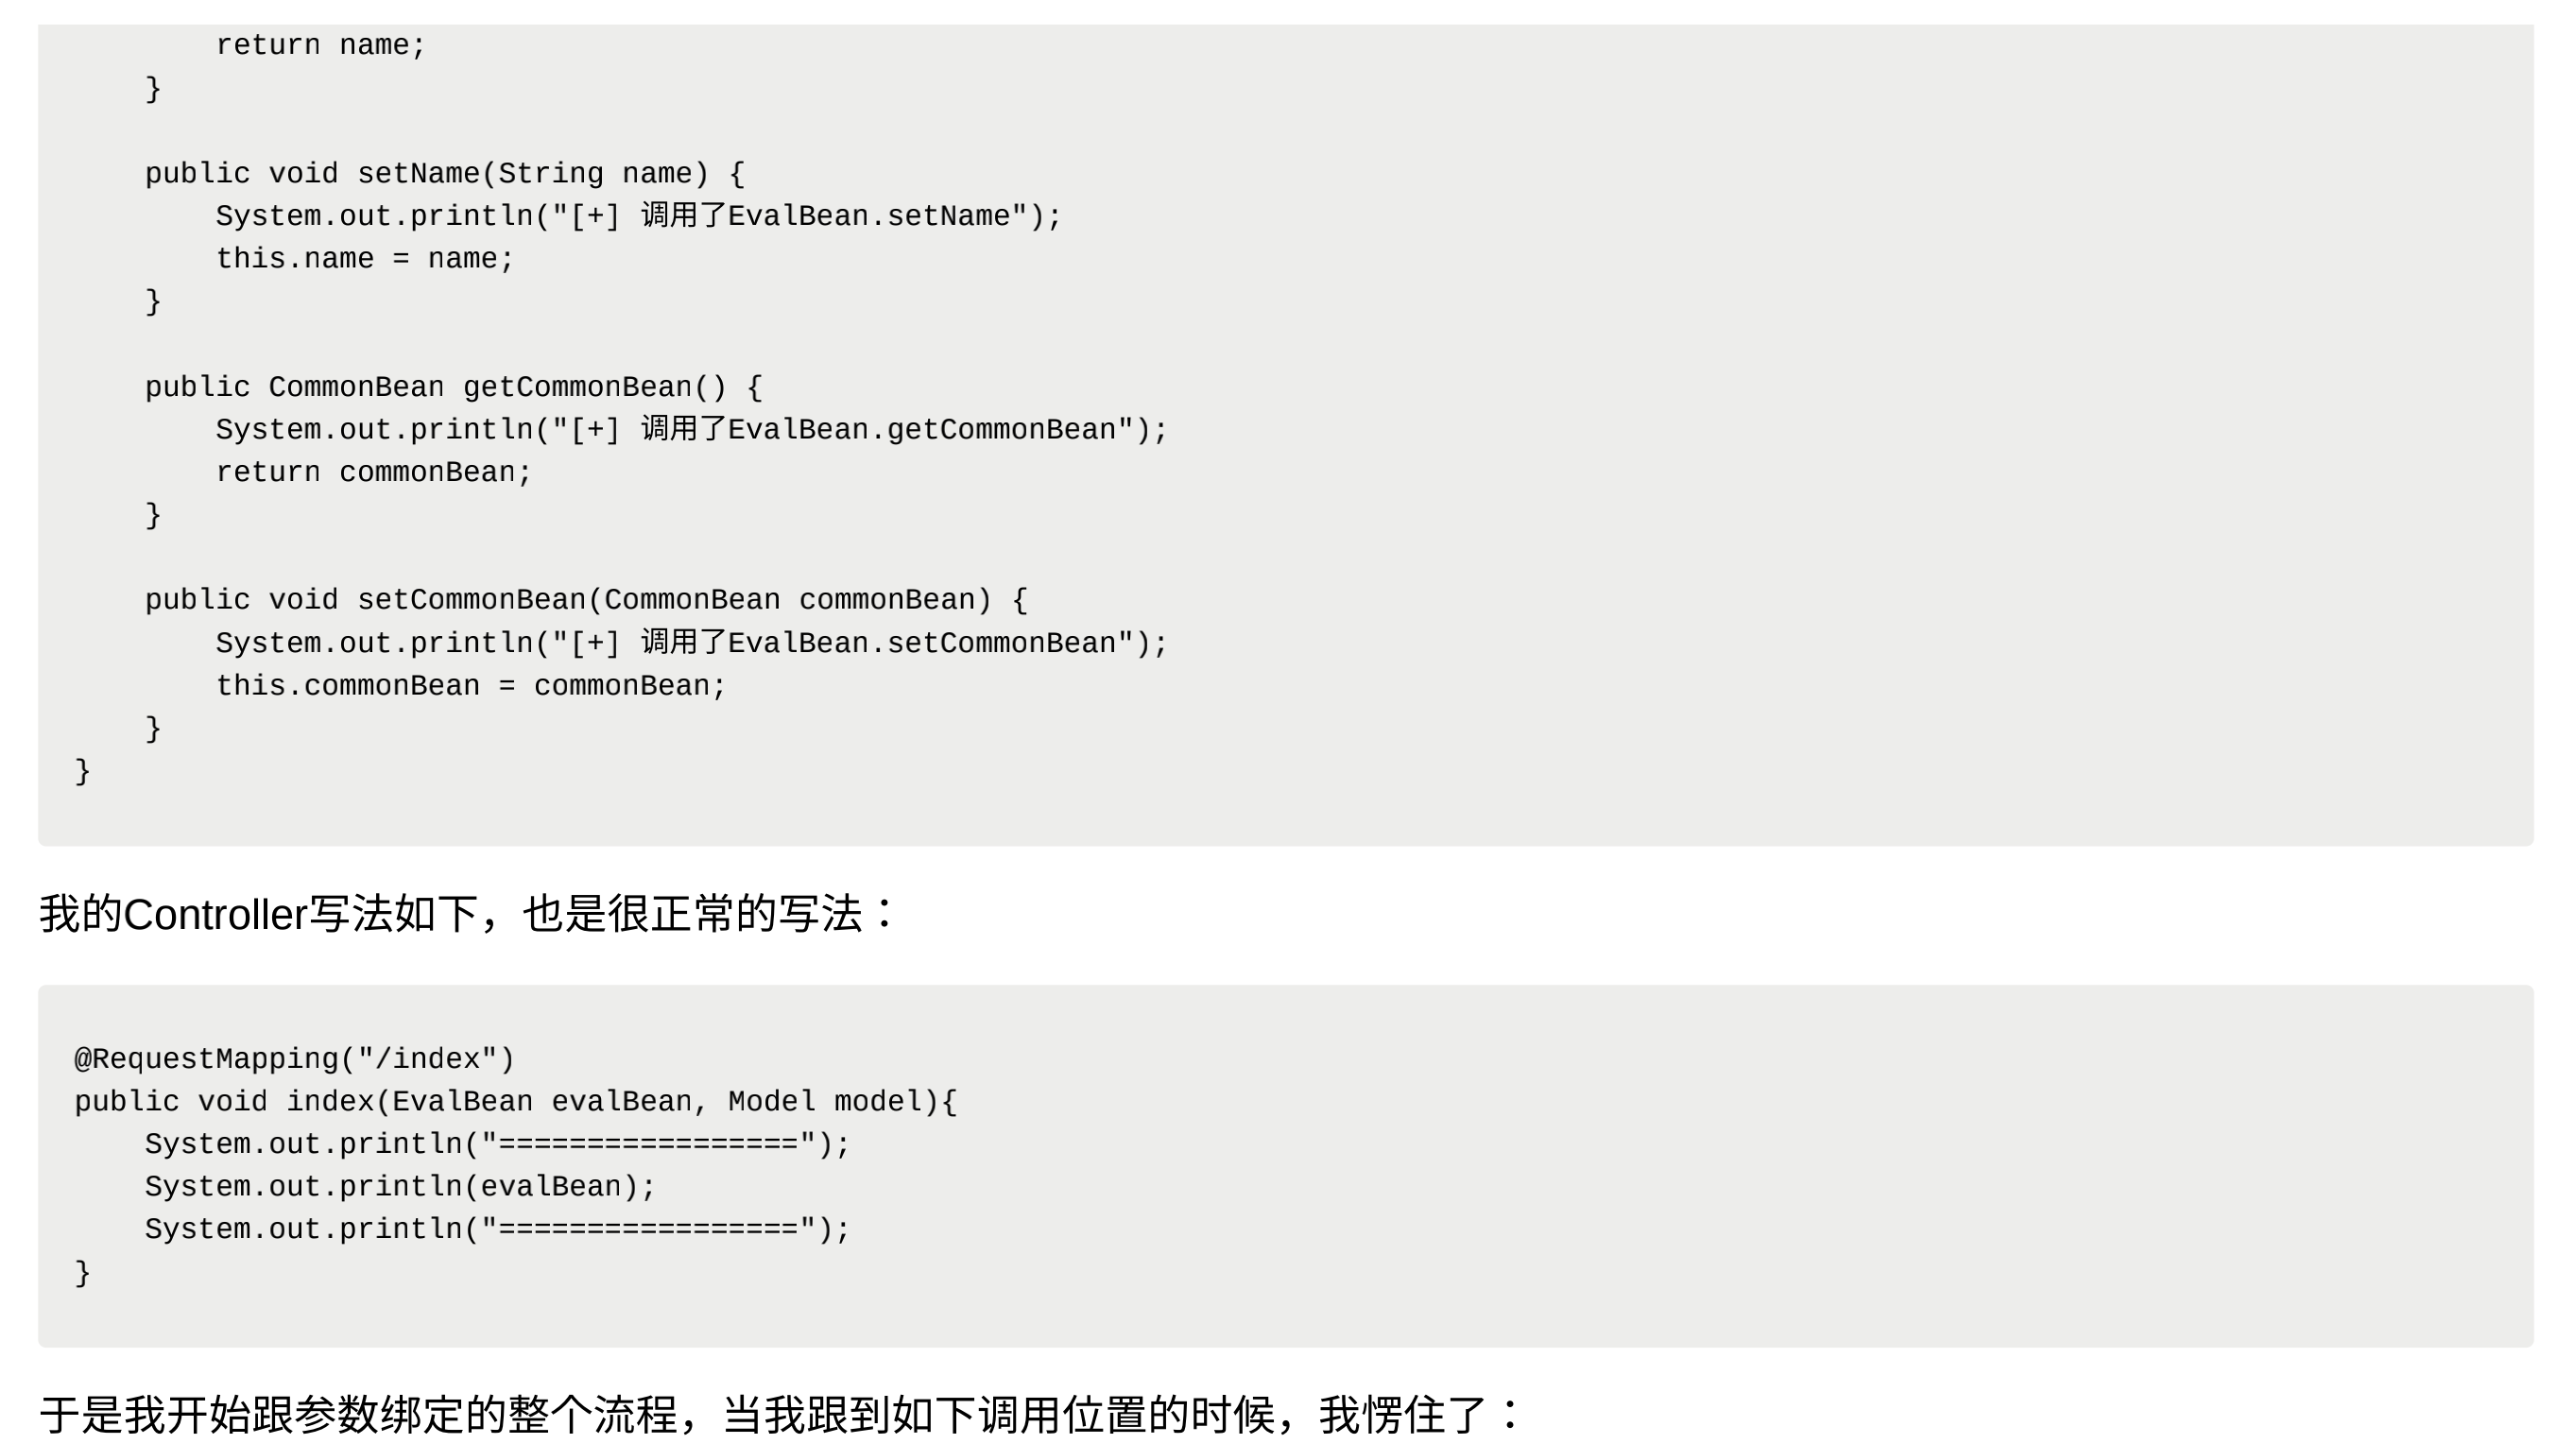 return name;
    }

    public void setName(String name) {
        System.out.println("[+] 调用了EvalBean.setName");
        this.name = name;
    }

    public CommonBean getCommonBean() {
        System.out.println("[+] 调用了EvalBean.getCommonBean");
        return commonBean;
    }

    public void setCommonBean(CommonBean commonBean) {
        System.out.println("[+] 调用了EvalBean.setCommonBean");
        this.commonBean = commonBean;
    }
}

我的Controller写法如下，也是很正常的写法：

@RequestMapping("/index")
public void index(EvalBean evalBean, Model model){
    System.out.println("=================");
    System.out.println(evalBean);
    System.out.println("=================");
}

于是我开始跟参数绑定的整个流程，当我跟到如下调用位置的时候，我愣住了：